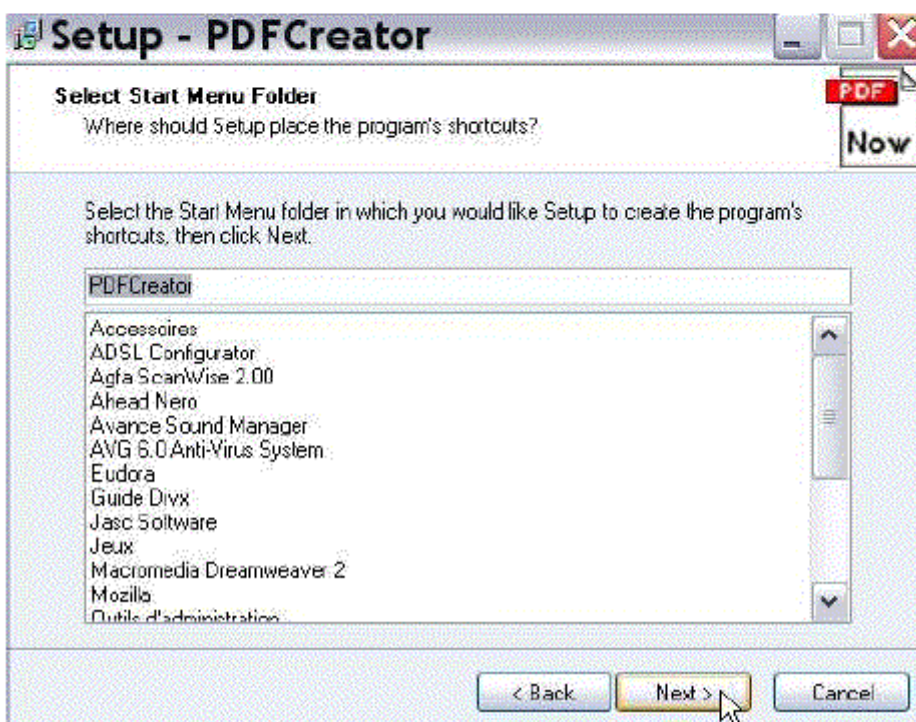 Setup - PDFCreator
Select Start Menu Folder
Where should Setup place the program's shortcuts?
PDF
Now
Select the Start Menu folder in which you would like Setup to create the program's
shortcuts, then click Next.
PDFCreator
Accessoires
ADSL Configurator
Agfa ScanWise 2.00
Ahead Nero
Avance Sound Manager
AVG 6.0 Anti-Virus System
Eudora
Guide Divx
Jasc Software
Jeux
Macromedia Dreamweaver 2
Mozilla
Outils d'administration
< Back
Next >
Cancel